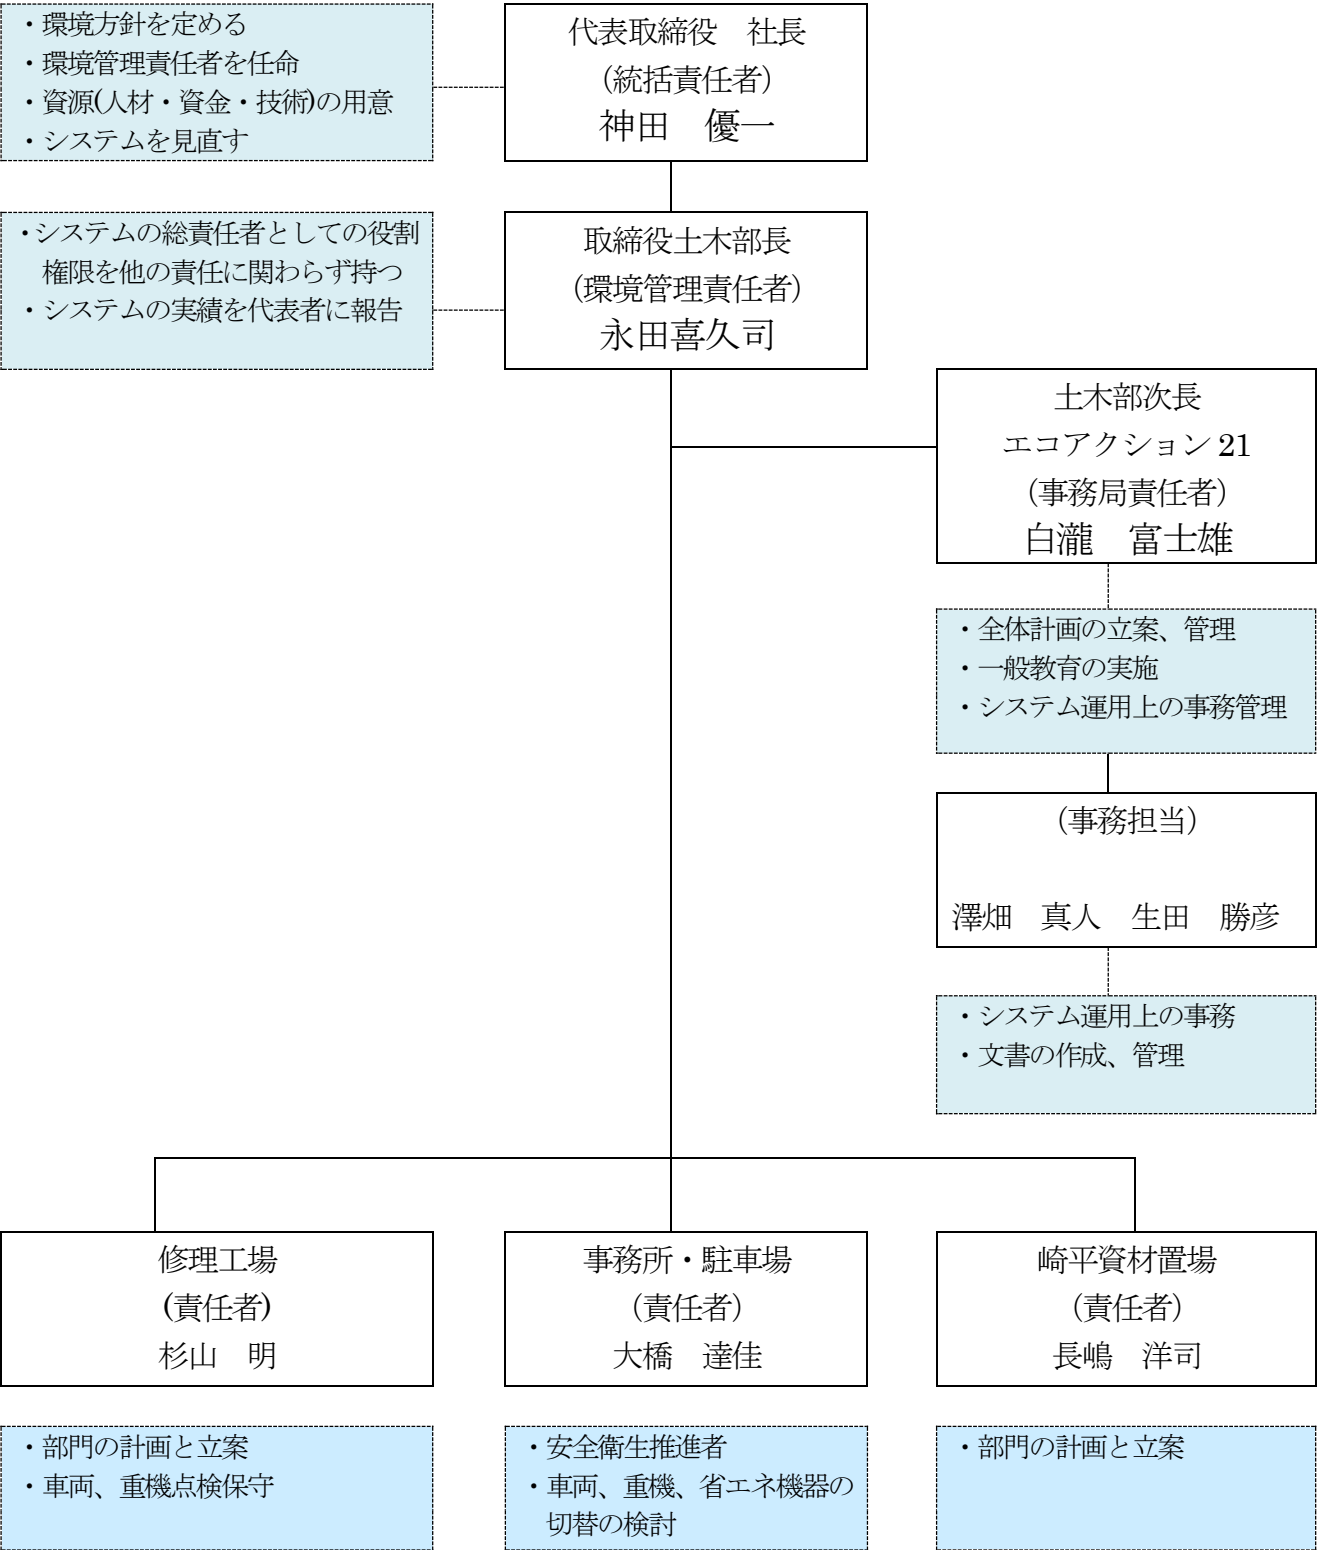 ・環境方針を定める
・環境管理責任者を任命
・資源(人材・資金・技術)の用意
・システムを見直す
代表取締役　社長
（統括責任者）
神田　優一
・システムの総責任者としての役割
権限を他の責任に関わらず持つ
・システムの実績を代表者に報告
取締役土木部長
（環境管理責任者）
永田喜久司
土木部次長
エコアクション 21
（事務局責任者）
白瀧　富士雄
・全体計画の立案、管理
・一般教育の実施
・システム運用上の事務管理
（事務担当）
澤畑　真人　生田　勝彦
・システム運用上の事務
・文書の作成、管理
修理工場
(責任者)
杉山　明
事務所・駐車場
（責任者）
大橋　達佳
崎平資材置場
（責任者）
長嶋　洋司
・部門の計画と立案
・車両、重機点検保守
・安全衛生推進者
・車両、重機、省エネ機器の
切替の検討
・部門の計画と立案